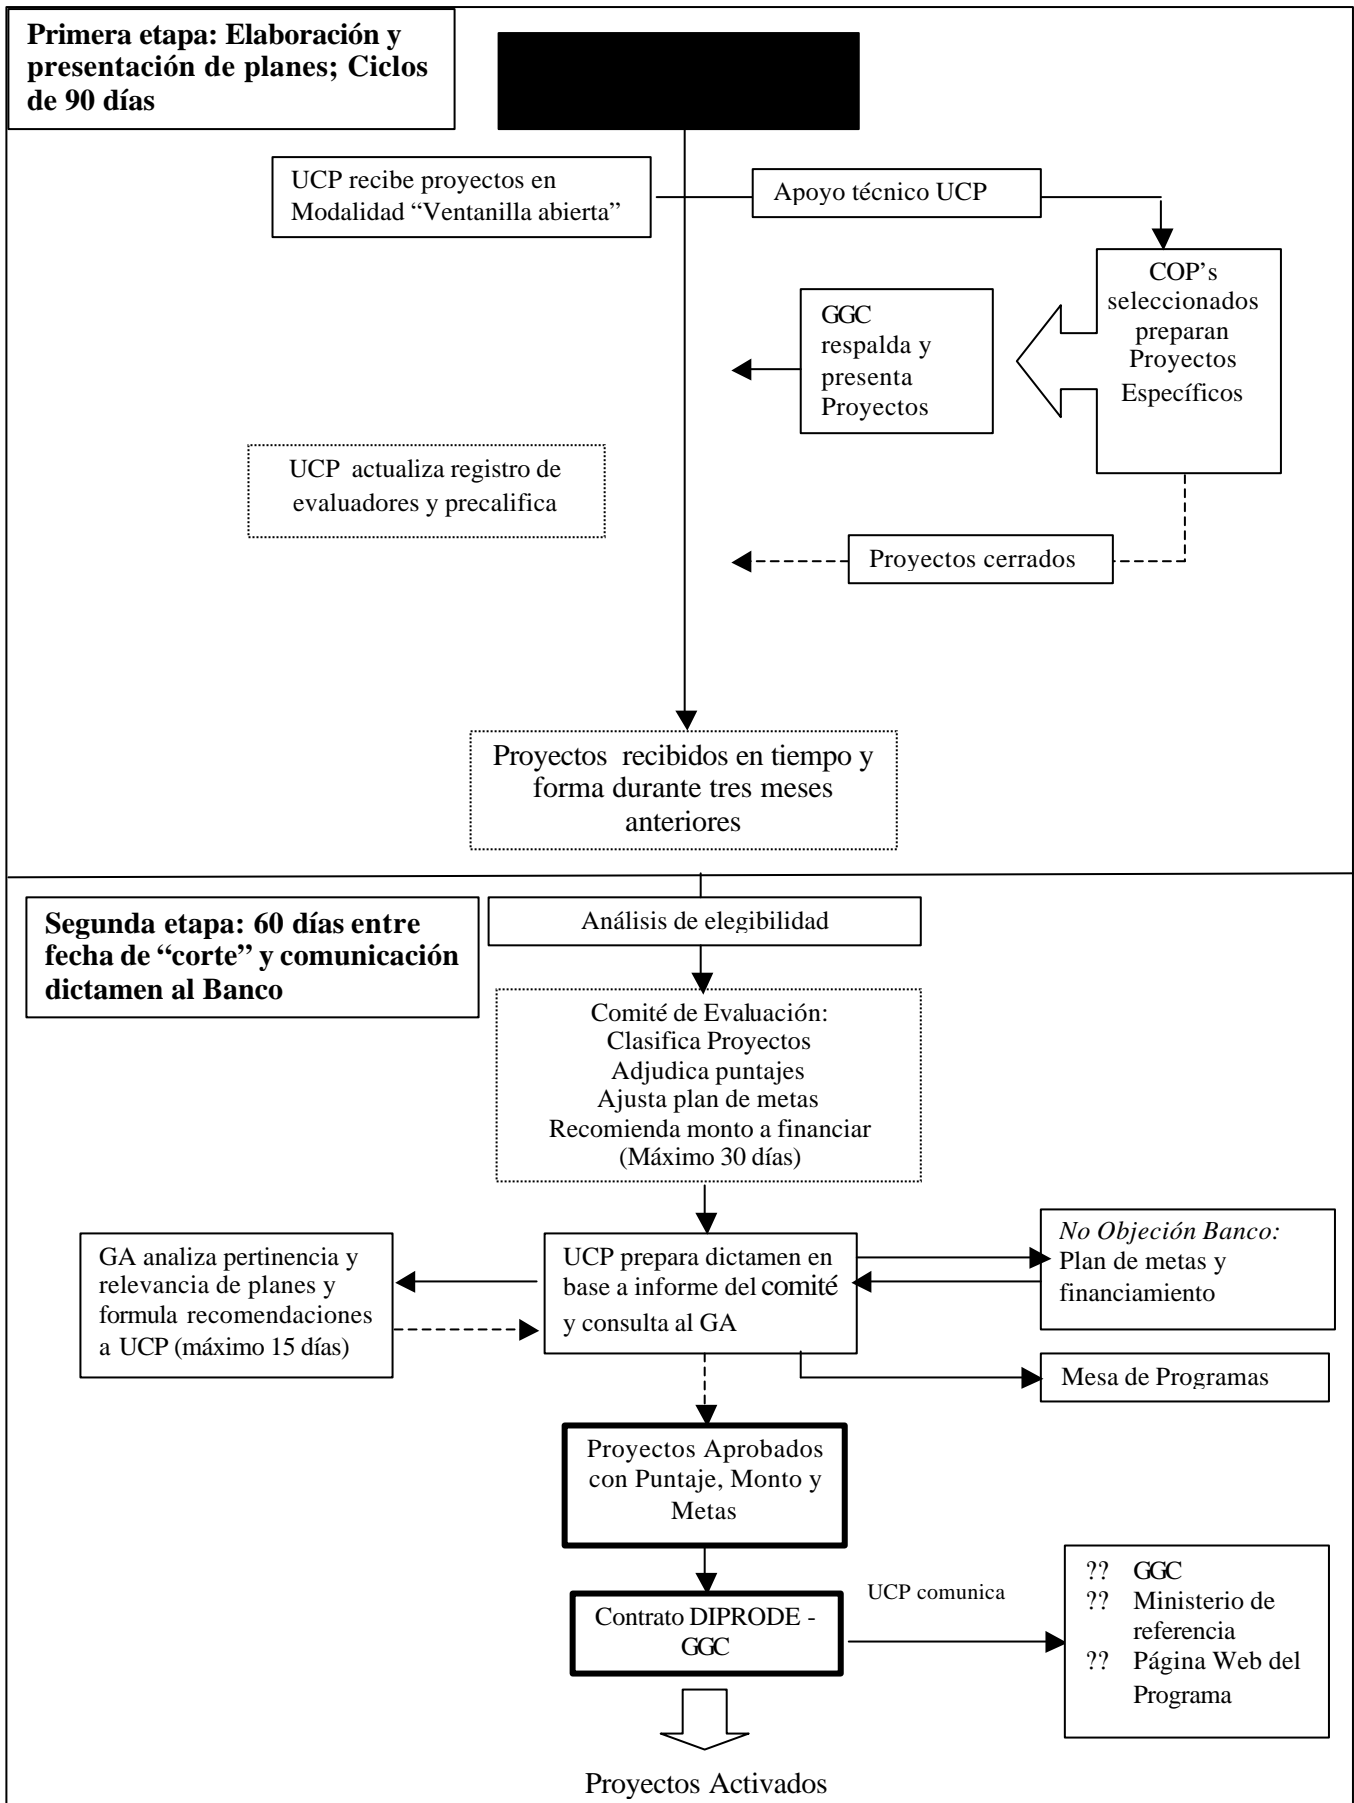 Primera etapa: Elaboración y
presentación de planes; Ciclos
de 90 días
UCP recibe proyectos en
Modalidad “Ventanilla abierta”
Apoyo técnico UCP
COP’s
seleccionados
preparan
Proyectos
Específicos
GGC
respalda y
presenta
Proyectos
UCP actualiza registro de
evaluadores y precalifica
Proyectos cerrados
Proyectos recibidos en tiempo y
forma durante tres meses
anteriores
Segunda etapa: 60 días entre
fecha de “corte” y comunicación
dictamen al Banco
Análisis de elegibilidad
Comité de Evaluación:
Clasifica Proyectos
Adjudica puntajes
Ajusta plan de metas
Recomienda monto a financiar
(Máximo 30 días)
GA analiza pertinencia y
relevancia de planes y
formula recomendaciones
a UCP (máximo 15 días)
UCP prepara dictamen en
base a informe del comité
y consulta al GA
No Objeción Banco:
Plan de metas y
financiamiento
Mesa de Programas
Proyectos Aprobados
con Puntaje, Monto y
Metas
Contrato DIPRODE -
GGC
UCP comunica
?? GGC
?? Ministerio de
referencia
?? Página Web del
Programa
Proyectos Activados